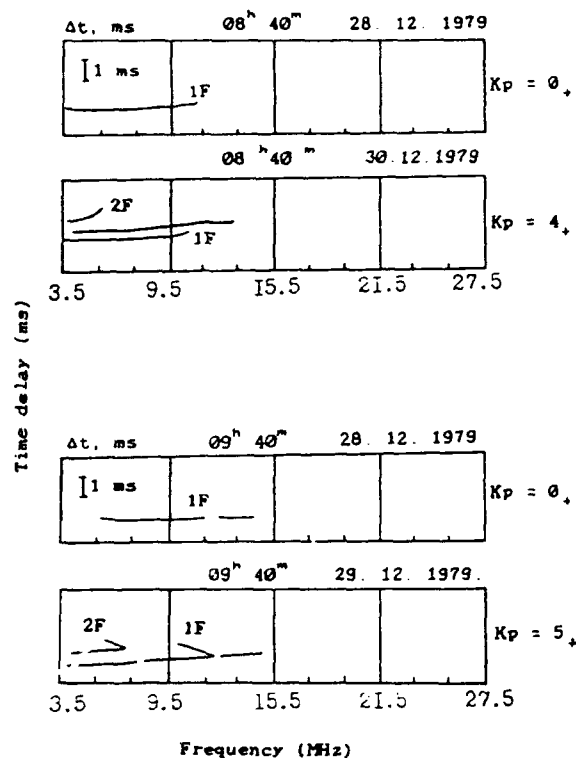 Δt, ms 08ʰ 40ᵐ 28. 12. 1979
1 ms
1F
Kp = 0₊
08 ʰ 40 ᵐ 30.12.1979
2F
1F
Kp = 4₊
3.5 9.5 15.5 21.5 27.5
Time delay (ms)
Δt, ms 09ʰ 40ᵐ 28. 12. 1979
1 ms
1F
Kp = 0₊
09ʰ 40ᵐ 29. 12. 1979.
2F 1F
Kp = 5₊
3.5 9.5 15.5 21.5 27.5
Frequency (MHz)